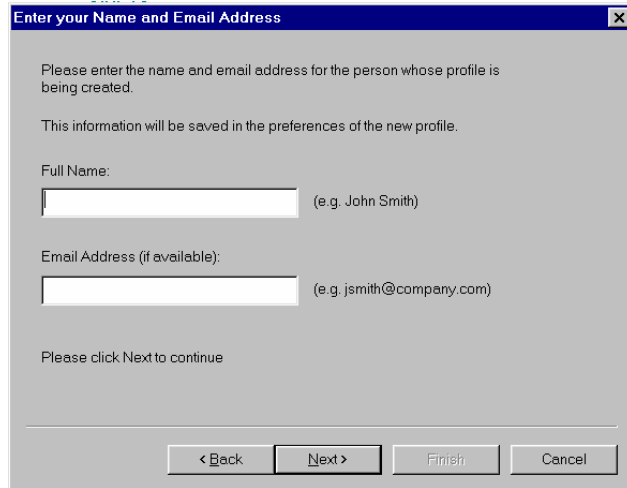 Enter your Name and Email Address
Please enter the name and email address for the person whose profile is
being created.
This information will be saved in the preferences of the new profile.
Full Name:
(e.g. John Smith)
Email Address (if available):
(e.g. jsmith@company.com)
Please click Next to continue
< Back
Next >
Finish
Cancel